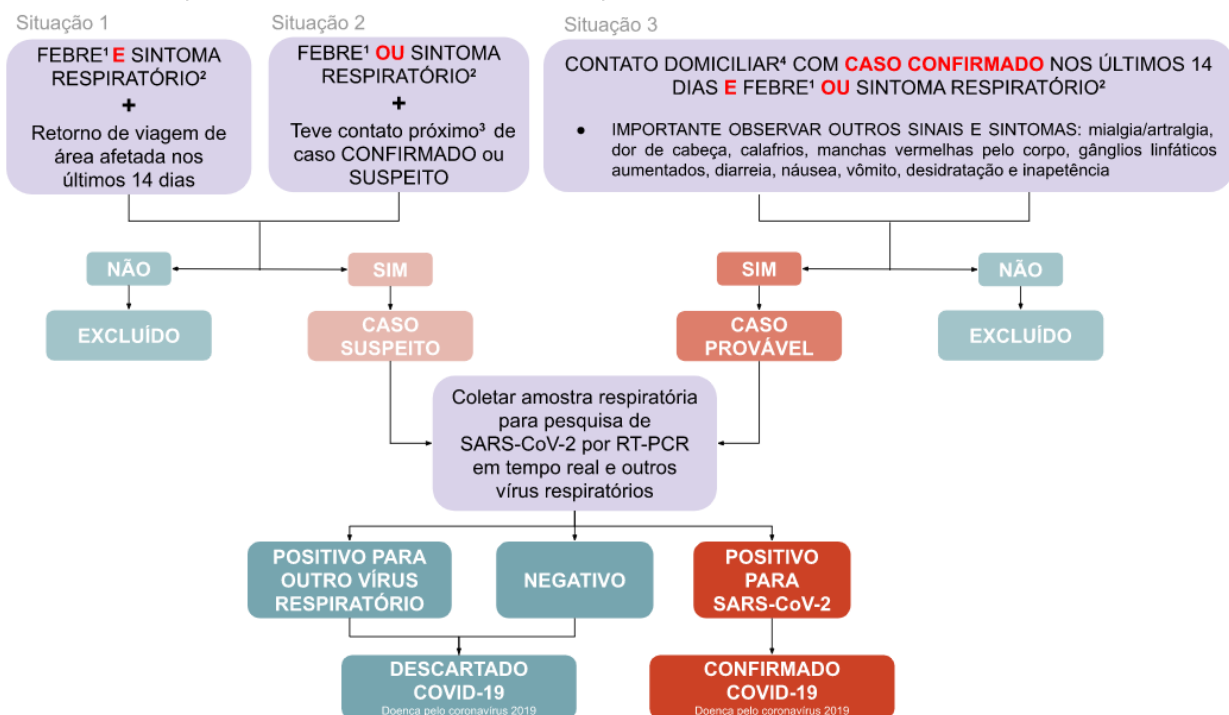 Situação 1
FEBRE¹ E SINTOMA
RESPIRATÓRIO²
+
Retorno de viagem de
área afetada nos
últimos 14 dias
Situação 2
FEBRE¹ OU SINTOMA
RESPIRATÓRIO²
+
Teve contato próximo³ de
caso CONFIRMADO ou
SUSPEITO
Situação 3
CONTATO DOMICILIAR⁴ COM CASO CONFIRMADO NOS ÚLTIMOS 14
DIAS E FEBRE¹ OU SINTOMA RESPIRATÓRIO²
● IMPORTANTE OBSERVAR OUTROS SINAIS E SINTOMAS: mialgia/artralgia,
dor de cabeça, calafrios, manchas vermelhas pelo corpo, gânglios linfáticos
aumentados, diarreia, náusea, vômito, desidratação e inapetência
NÃO
SIM
SIM
NÃO
EXCLUÍDO
CASO
SUSPEITO
CASO
PROVÁVEL
EXCLUÍDO
Coletar amostra respiratória
para pesquisa de
SARS-CoV-2 por RT-PCR
em tempo real e outros
vírus respiratórios
POSITIVO PARA
OUTRO VÍRUS
RESPIRATÓRIO
NEGATIVO
POSITIVO
PARA
SARS-CoV-2
DESCARTADO
COVID-19
Doença pelo coronavírus 2019
CONFIRMADO
COVID-19
Doença pelo coronavírus 2019